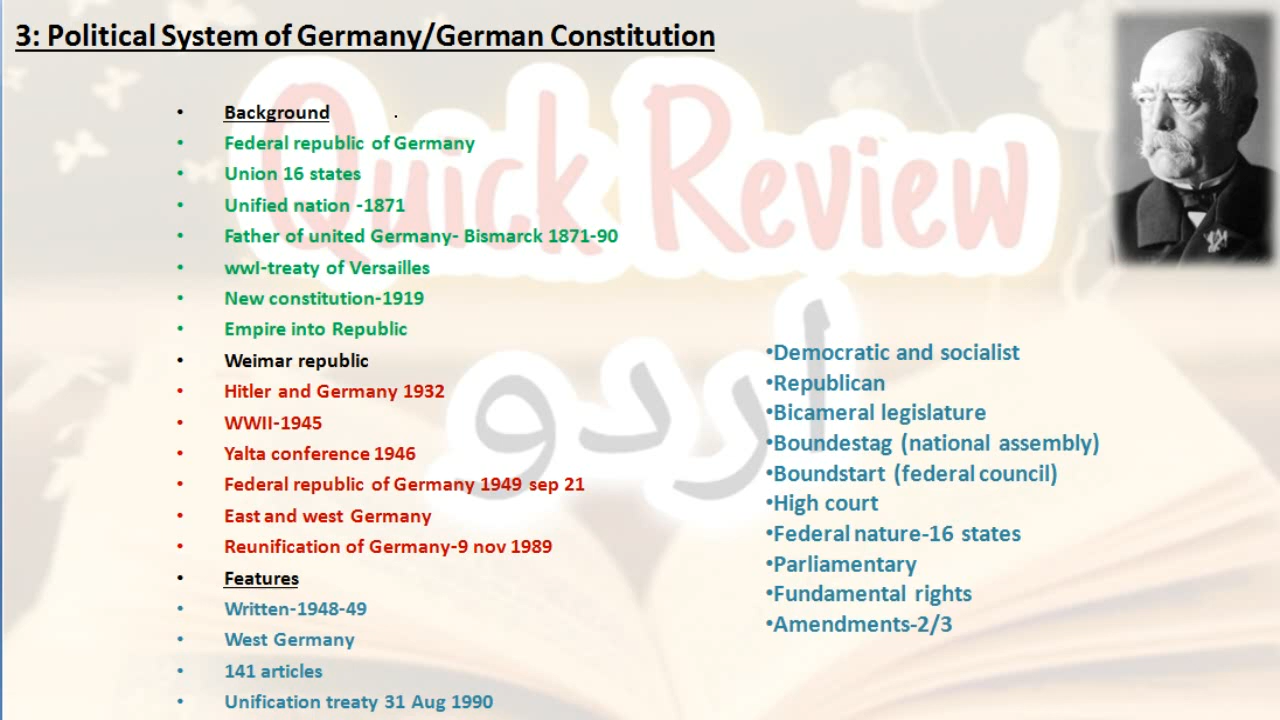 3: Political System of Germany/German Constitution
• Background .
• Federal republic of Germany
• Union 16 states
• Unified nation -1871
• Father of united Germany- Bismarck 1871-90
• wwI-treaty of Versailles
• New constitution-1919
• Empire into Republic
• Weimar republic
• Hitler and Germany 1932
• WWII-1945
• Yalta conference 1946
• Federal republic of Germany 1949 sep 21
• East and west Germany
• Reunification of Germany-9 nov 1989
• Features
• Written-1948-49
• West Germany
• 141 articles
• Unification treaty 31 Aug 1990
•Democratic and socialist
•Republican
•Bicameral legislature
•Boundestag (national assembly)
•Boundstart (federal council)
•High court
•Federal nature-16 states
•Parliamentary
•Fundamental rights
•Amendments-2/3
Quick Review
اردو